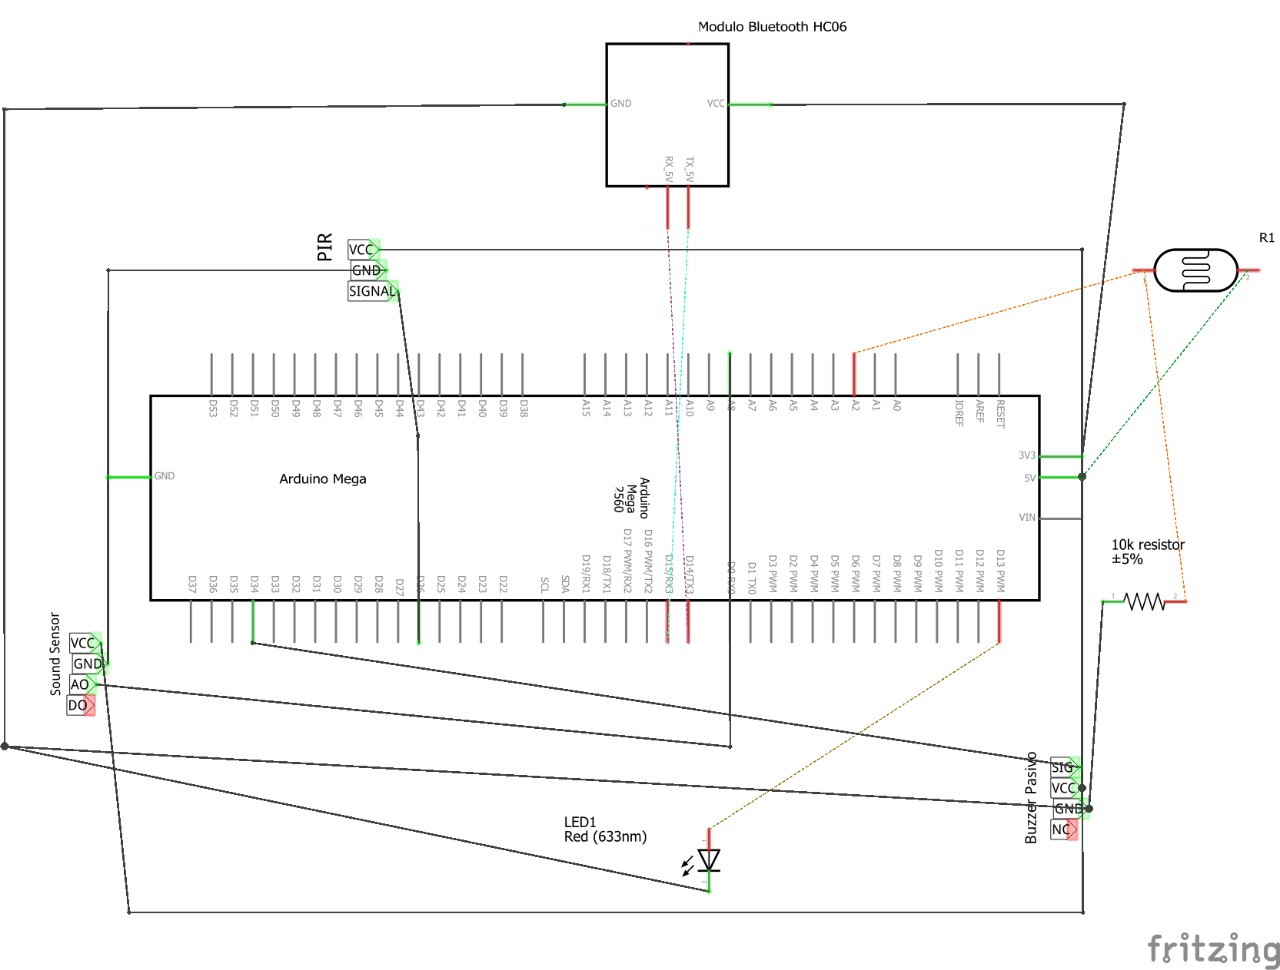 Modulo Bluetooth HC06
GND
VCC
RX_5V
TX_5V
R1
PIR
VCC
GND
SIGNAL
1
2
D53
D52
D51
D50
D49
D48
D47
D46
D45
D44
D43
D42
D41
D40
D39
D38
A15
A14
A13
A12
A11
A10
A9
A8
A7
A6
A5
A4
A3
A2
A1
A0
IOREF
AREF
RESET
GND
Arduino Mega
Arduino
Mega
2560
3V3
5V
VIN
10k resistor
±5%
1
2
D37
D36
D35
D34
D33
D32
D31
D30
D29
D28
D27
D26
D25
D24
D23
D22
SCL
SDA
D19/RX1
D18/TX1
D17 PWM/RX2
D16 PWM/TX2
D15/RX3
D14/TX3
D0 RX0
D1 TX0
D3 PWM
D2 PWM
D4 PWM
D5 PWM
D6 PWM
D7 PWM
D8 PWM
D9 PWM
D10 PWM
D11 PWM
D12 PWM
D13 PWM
Sound Sensor
VCC
GND
AO
DO
Buzzer Pasivo
SIG
VCC
GND
NC
LED1
Red (633nm)
fritzing